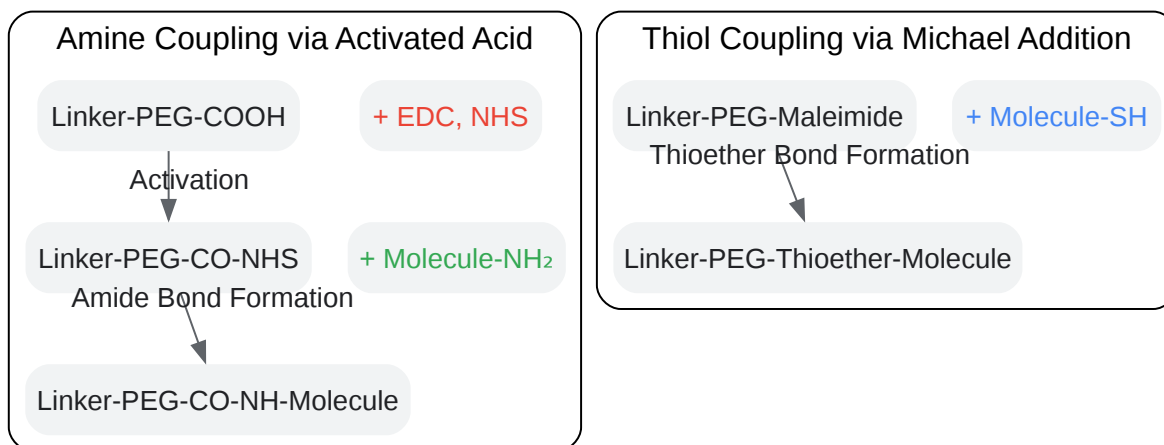 Amine Coupling via Activated Acid
Linker-PEG-COOH
+ EDC, NHS
Activation
Linker-PEG-CO-NHS
+ Molecule-NH₂
Amide Bond Formation
Linker-PEG-CO-NH-Molecule
Thiol Coupling via Michael Addition
Linker-PEG-Maleimide
+ Molecule-SH
Thioether Bond Formation
Linker-PEG-Thioether-Molecule